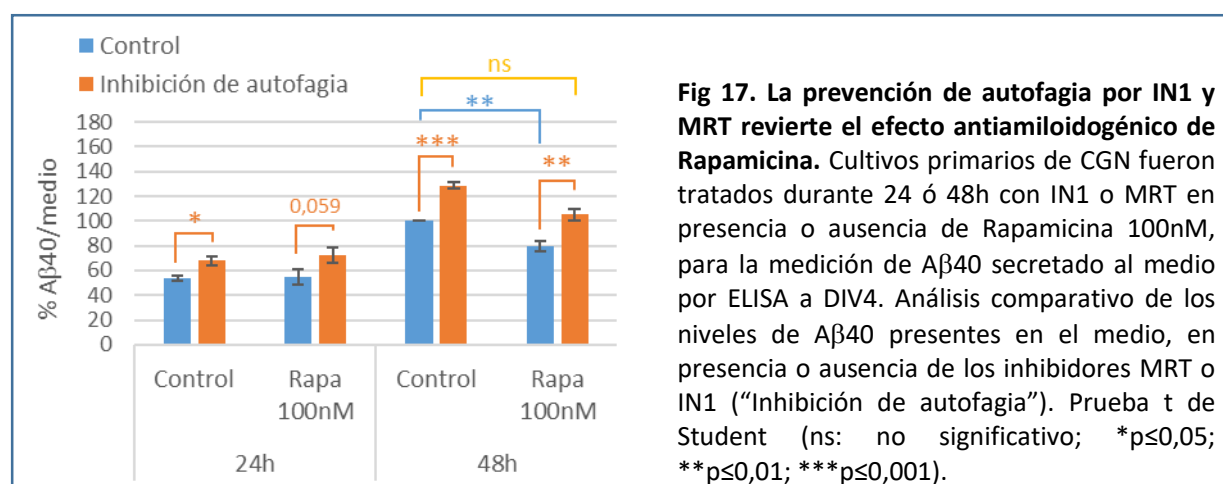 Control
Inhibición de autofagia
ns
**
***
**
*
0,059
180
160
140
120
100
80
60
40
20
0
% Aβ40/medio
Control
Rapa
100nM
Control
Rapa
100nM
24h
48h
Fig 17. La prevención de autofagia por IN1 y
MRT revierte el efecto antiamiloidogénico de
Rapamicina. Cultivos primarios de CGN fueron
tratados durante 24 ó 48h con IN1 o MRT en
presencia o ausencia de Rapamicina 100nM,
para la medición de Aβ40 secretado al medio
por ELISA a DIV4. Análisis comparativo de los
niveles de Aβ40 presentes en el medio, en
presencia o ausencia de los inhibidores MRT o
IN1 (“Inhibición de autofagia”). Prueba t de
Student (ns: no significativo; *p≤0,05;
**p≤0,01; ***p≤0,001).